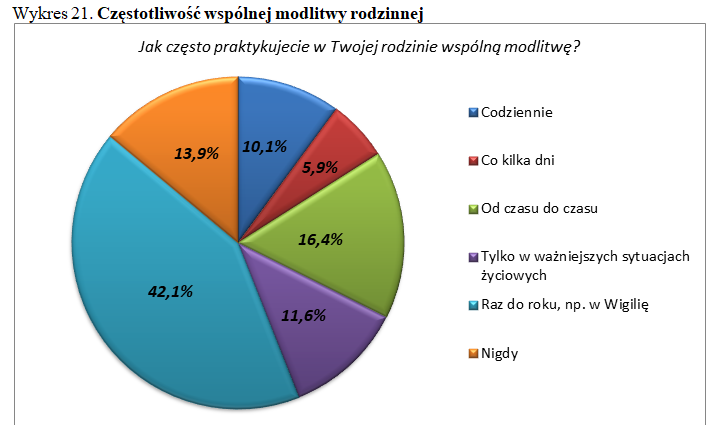 Wykres 21. Częstotliwość wspólnej modlitwy rodzinnej
Jak często praktykujecie w Twojej rodzinie wspólną modlitwę?
13,9%
10,1%
5,9%
16,4%
42,1%
11,6%
Codziennie
Co kilka dni
Od czasu do czasu
Tylko w ważniejszych sytuacjach
życiowych
Raz do roku, np. w Wigilię
Nigdy